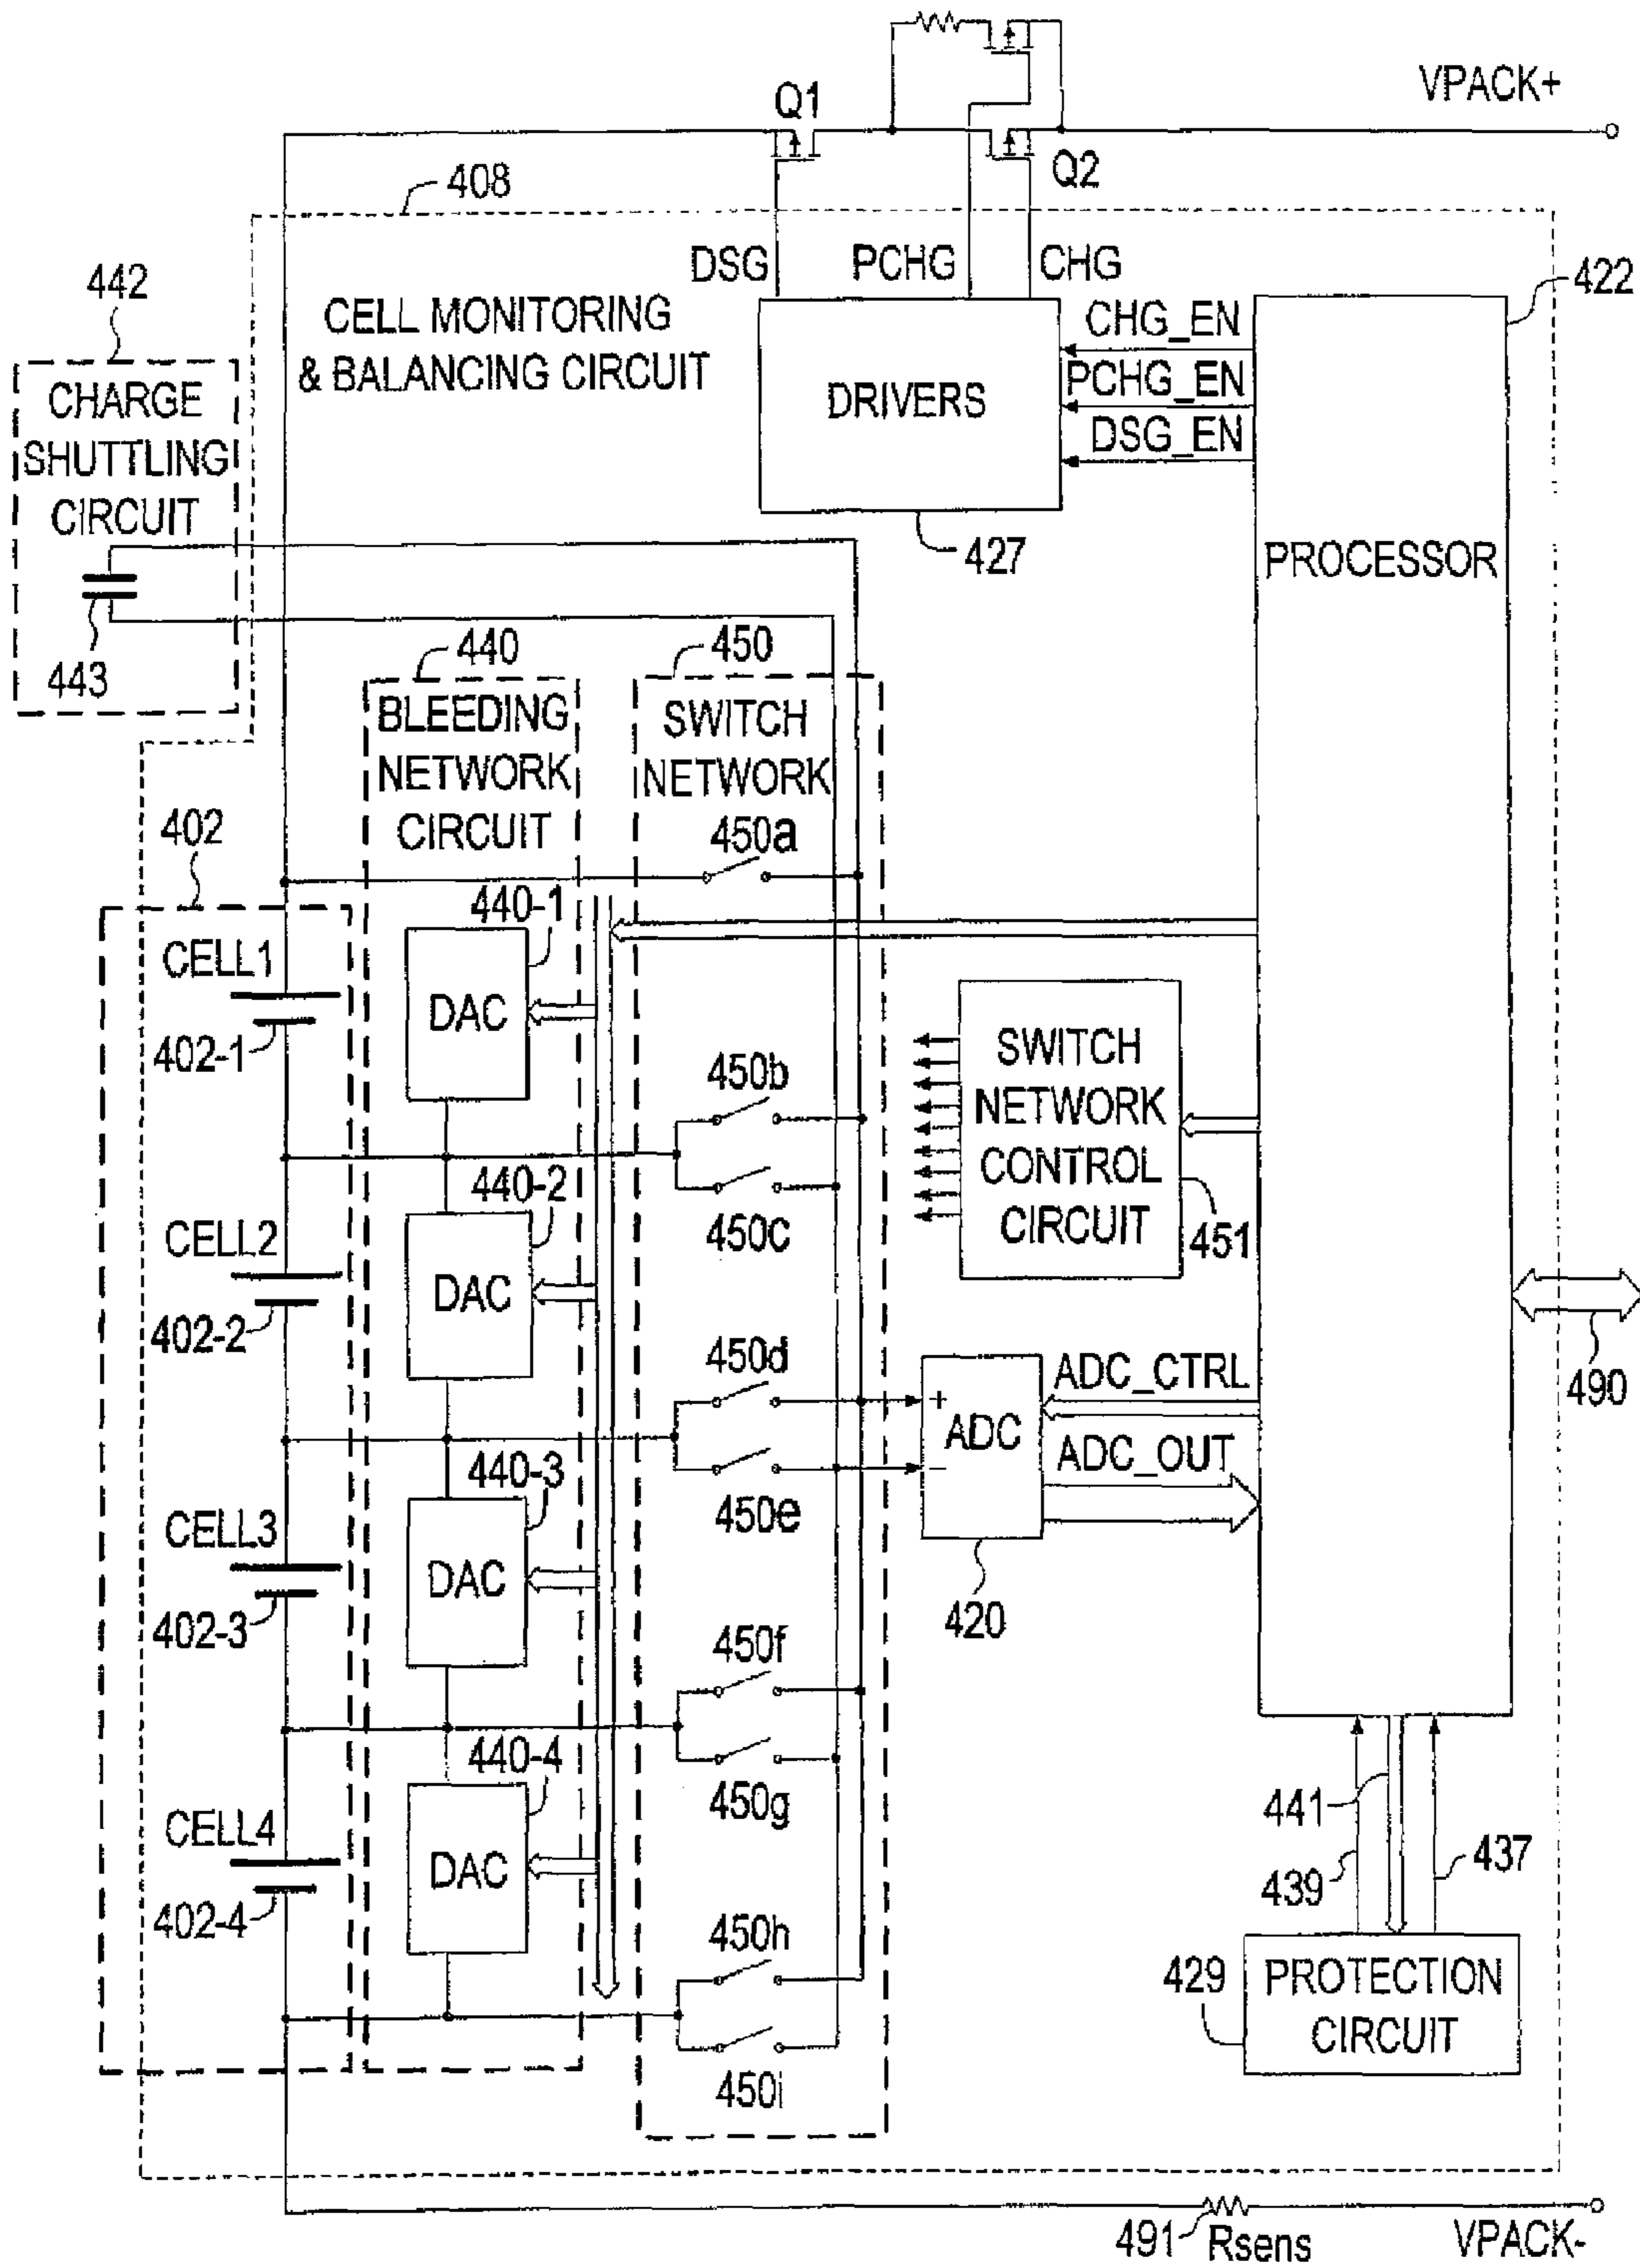 VPACK+
Q1
Q2
408
DSG
PCHG
CHG
442
422
CELL MONITORING
& BALANCING CIRCUIT
CHG_EN
PCHG_EN
DSG_EN
CHARGE
SHUTTLING
CIRCUIT
DRIVERS
427
PROCESSOR
443
440
450
BLEEDING
NETWORK
CIRCUIT
SWITCH
NETWORK
402
450a
440-1
CELL1
DAC
402-1
450b
SWITCH
NETWORK
CONTROL
CIRCUIT
451
440-2
450c
CELL2
DAC
402-2
450d
ADC_CTRL
490
+
ADC
−
440-3
ADC_OUT
450e
CELL3
DAC
402-3
420
450f
440-4
450g
441
CELL4
DAC
439
437
402-4
450h
429
PROTECTION
CIRCUIT
450i
491
Rsens
VPACK-